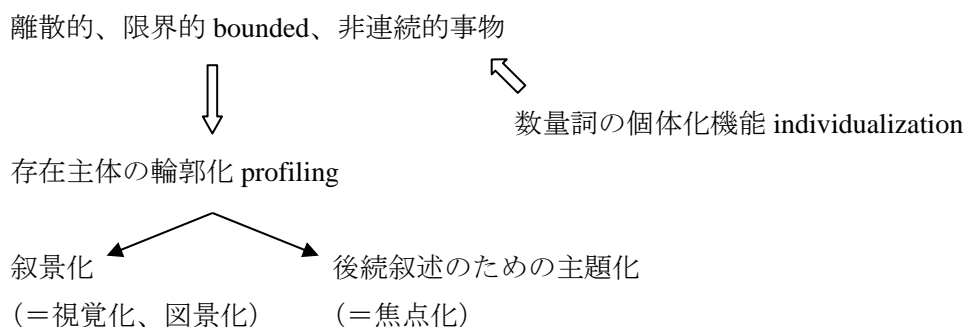 離散的、限界的 bounded、非連続的事物
数量詞の個体化機能 individualization
存在主体の輪郭化 profiling
叙景化
後続叙述のための主題化
(=視覚化、図景化)
(=焦点化)